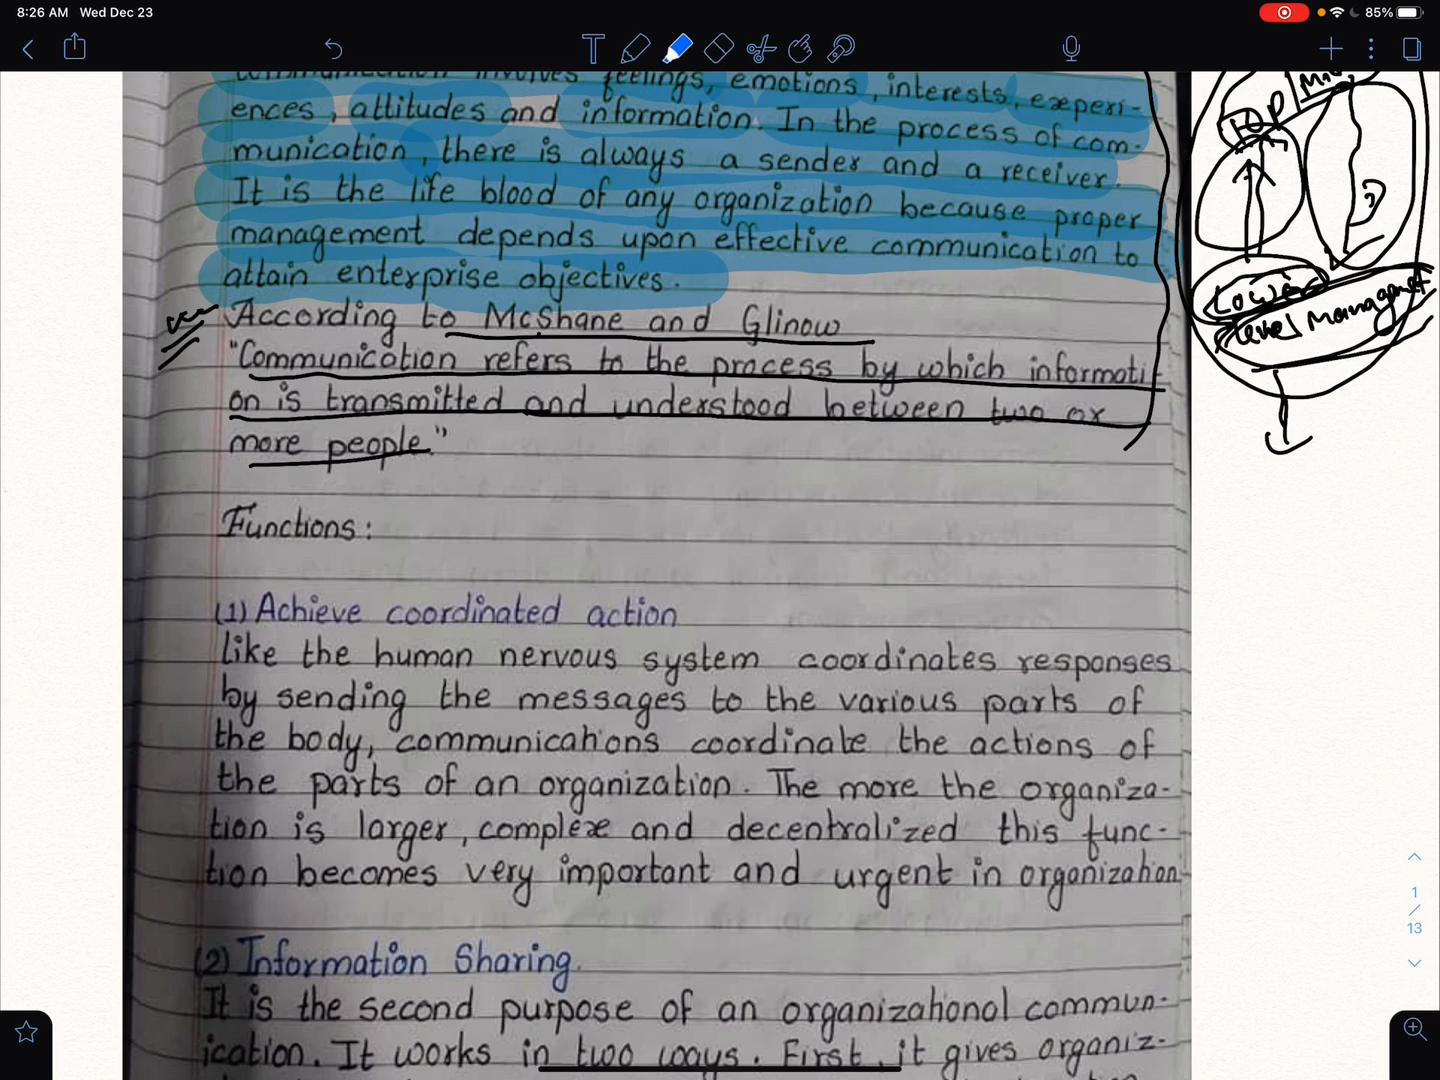 8:26 AM Wed Dec 23
85%
communication involves feelings, emotions, interests, experi-
ences, attitudes and information. In the process of com-
munication, there is always a sender and a receiver.
It is the life blood of any organization because proper
management depends upon effective communication to
attain enterprise objectives.
According to McShane and Glinow
"Communication refers to the process by which informati
on is transmitted and understood between two or
more people."
Functions:
(1) Achieve coordinated action
like the human nervous system coordinates responses
by sending the messages to the various parts of
the body, communications coordinate the actions of
the parts of an organization. The more the organiza-
tion is larger, complex and decentralized this func-
tion becomes very important and urgent in organization
(2) Information Sharing.
It is the second purpose of an organizational commun-
ication. It works in two ways. First, it gives organiz-
TOP
Lower
level Management
1
/
13